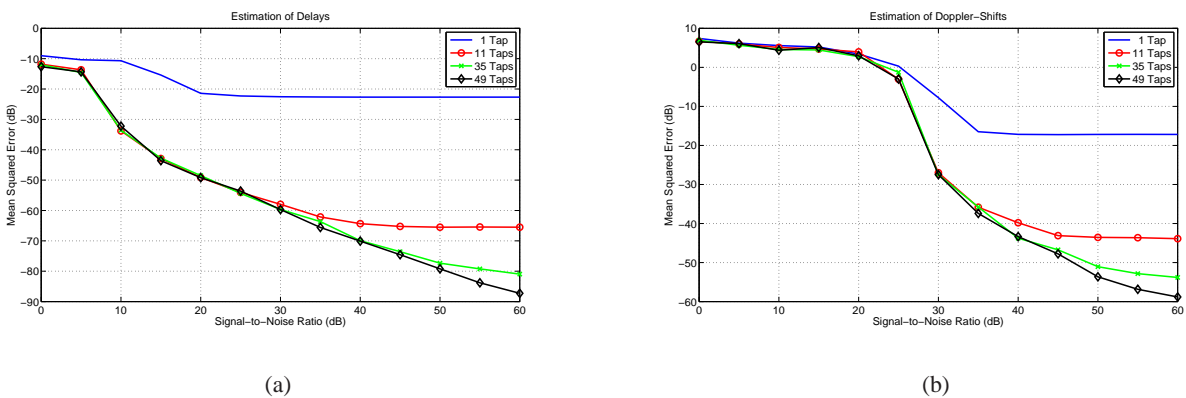 Estimation of Delays
0
−10
−20
−30
−40
−50
−60
−70
−80
−90
Mean Squared Error (dB)
0 10 20 30 40 50 60
Signal−to−Noise Ratio (dB)
1 Tap
11 Taps
35 Taps
49 Taps
(a)
Estimation of Doppler−Shifts
10
0
−10
−20
−30
−40
−50
−60
Mean Squared Error (dB)
0 10 20 30 40 50 60
Signal−to−Noise Ratio (dB)
1 Tap
11 Taps
35 Taps
49 Taps
(b)